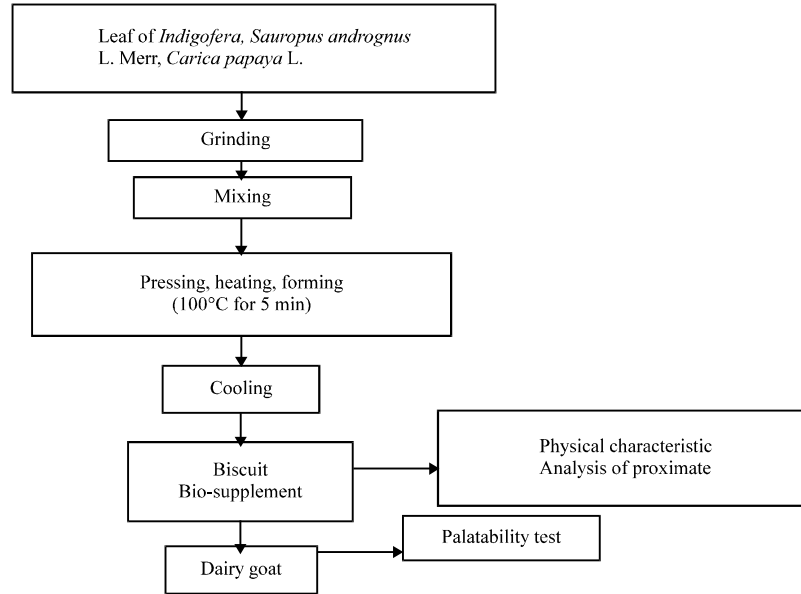 Leaf of Indigofera, Sauropus andrognus
L. Merr, Carica papaya L.
Grinding
Mixing
Pressing, heating, forming
(100°C for 5 min)
Cooling
Biscuit
Bio-supplement
Physical characteristic
Analysis of proximate
Dairy goat
Palatability test